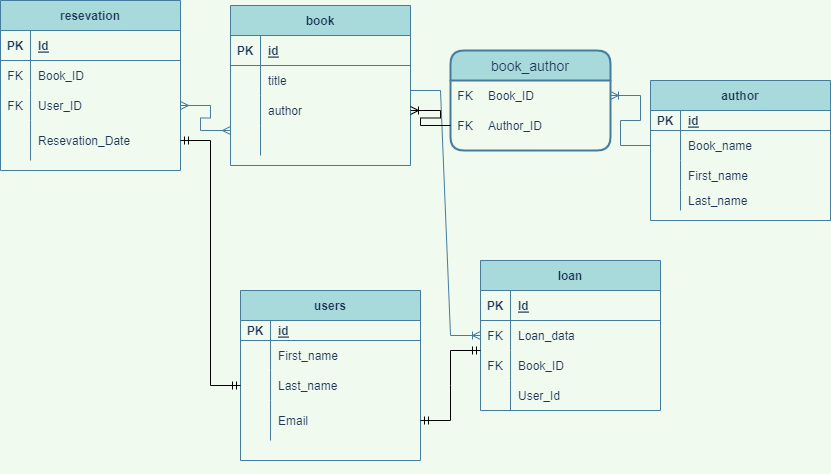 resevation
PK Id
FK Book_ID
FK User_ID
Resevation_Date
book
PK id
title
author
book_author
FK Book_ID
FK Author_ID
author
PK id
Book_name
First_name
Last_name
users
PK id
First_name
Last_name
Email
loan
PK Id
FK Loan_data
FK Book_ID
User_Id